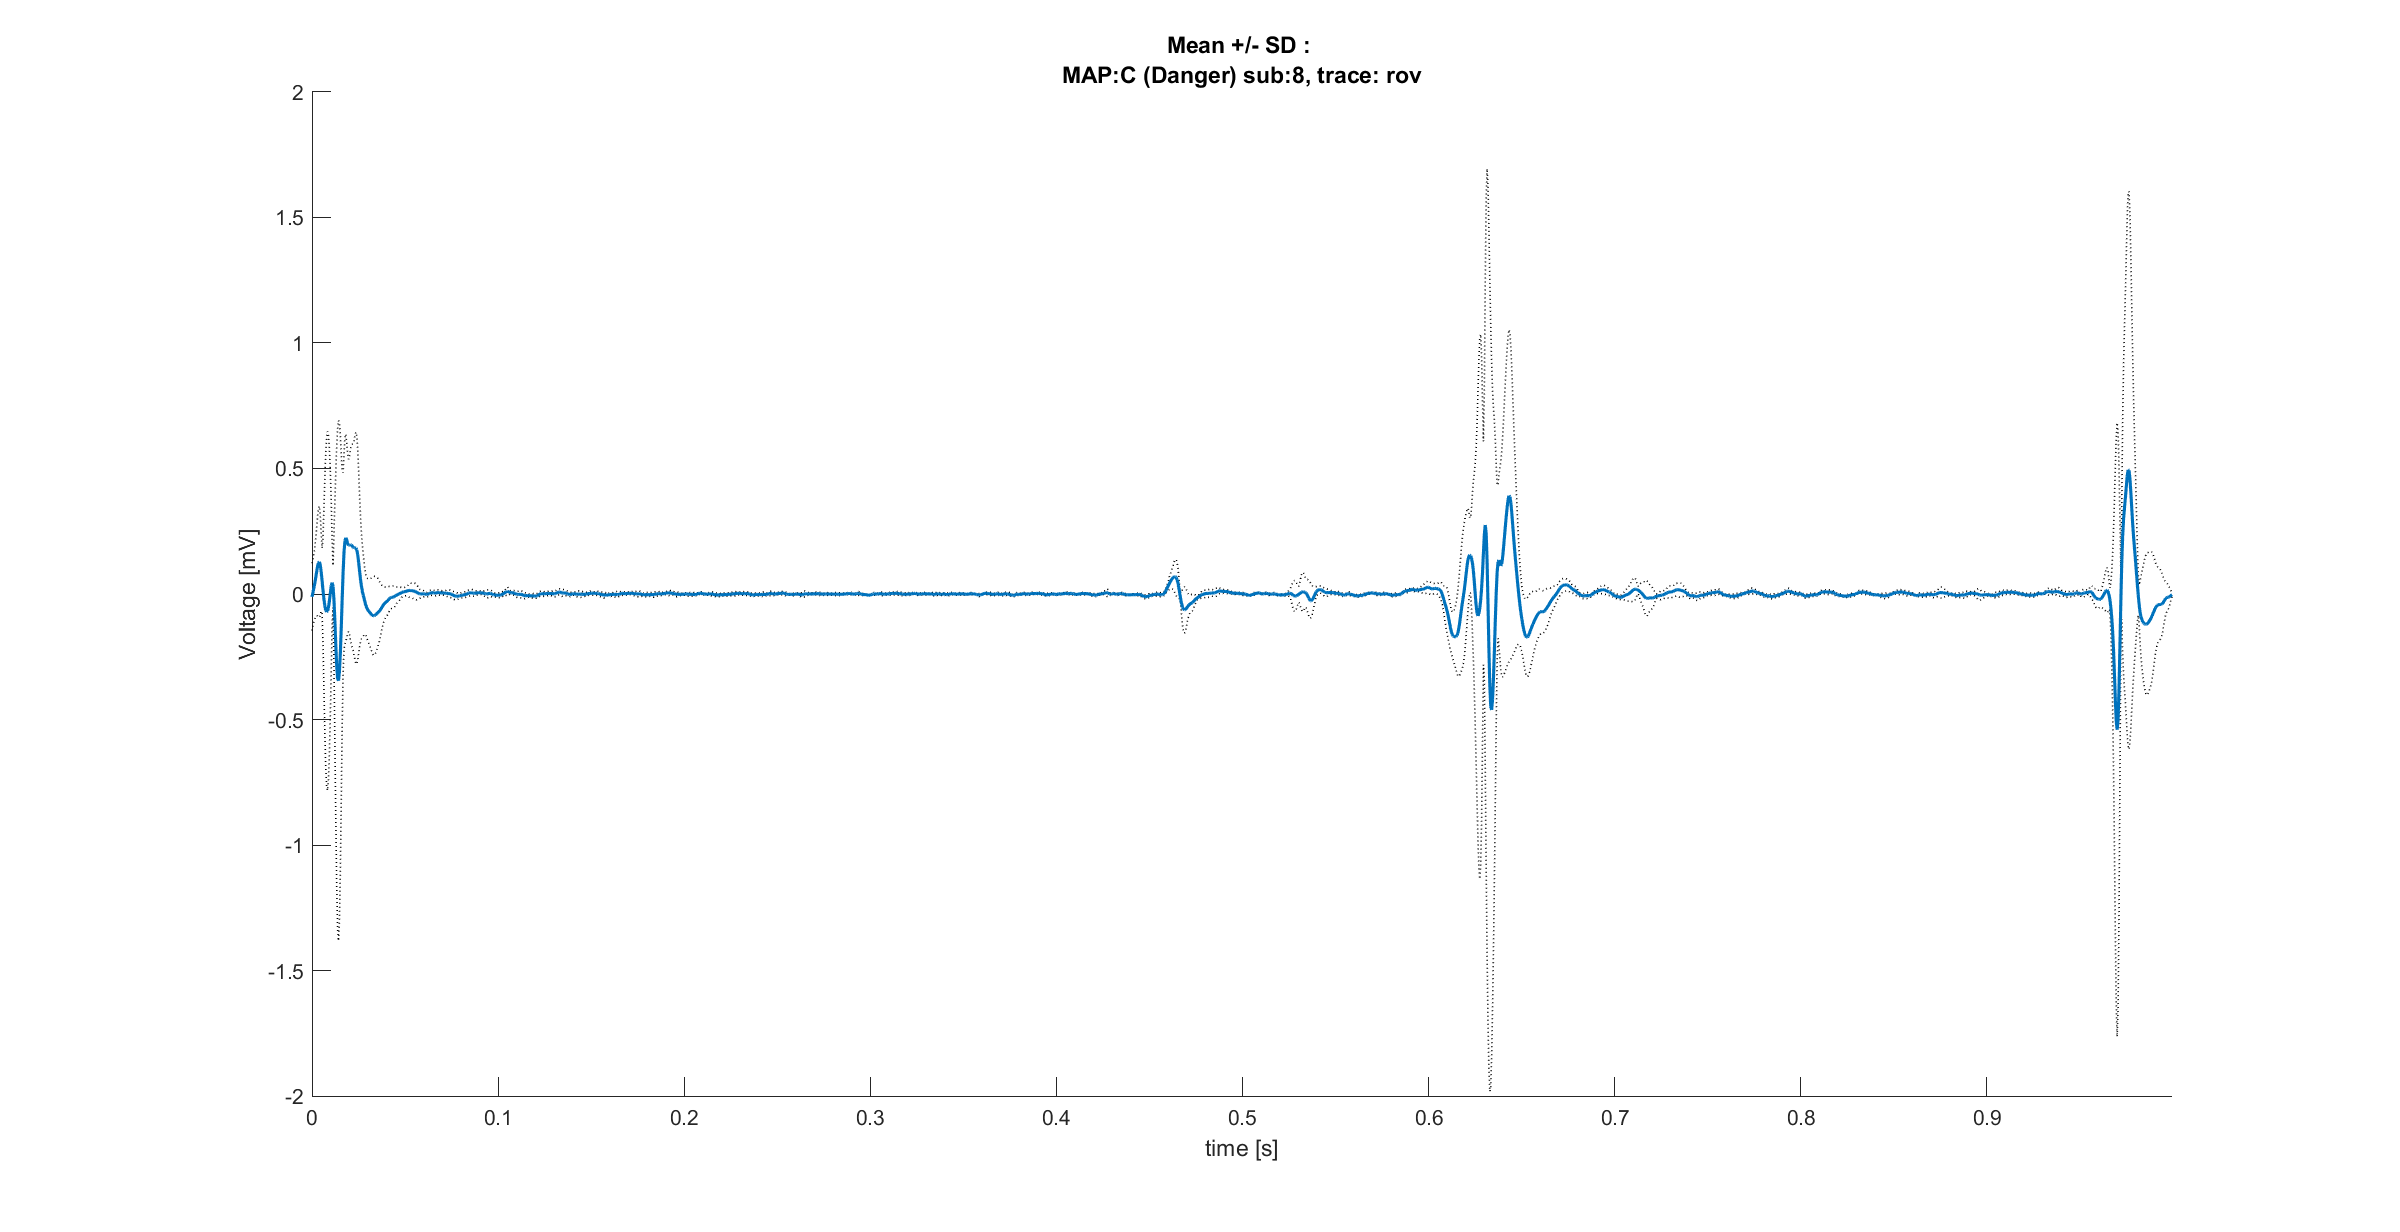 Mean +/- SD :
MAP:C (Danger) sub:8, trace: rov
2
1.5
1
0.5
0
-0.5
-1
-1.5
-2
Voltage [mV]
0 0.1 0.2 0.3 0.4 0.5 0.6 0.7 0.8 0.9
time [s]